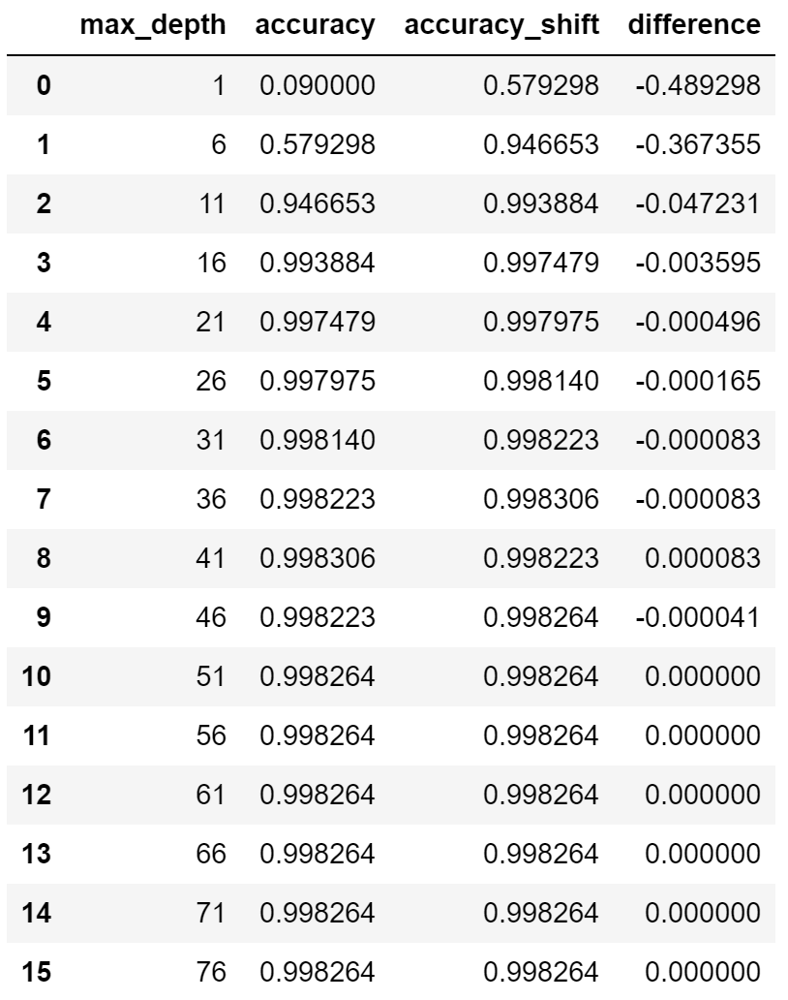 max_depth accuracy accuracy_shift difference
0 1 0.090000 0.579298 -0.489298
1 6 0.579298 0.946653 -0.367355
2 11 0.946653 0.993884 -0.047231
3 16 0.993884 0.997479 -0.003595
4 21 0.997479 0.997975 -0.000496
5 26 0.997975 0.998140 -0.000165
6 31 0.998140 0.998223 -0.000083
7 36 0.998223 0.998306 -0.000083
8 41 0.998306 0.998223 0.000083
9 46 0.998223 0.998264 -0.000041
10 51 0.998264 0.998264 0.000000
11 56 0.998264 0.998264 0.000000
12 61 0.998264 0.998264 0.000000
13 66 0.998264 0.998264 0.000000
14 71 0.998264 0.998264 0.000000
15 76 0.998264 0.998264 0.000000